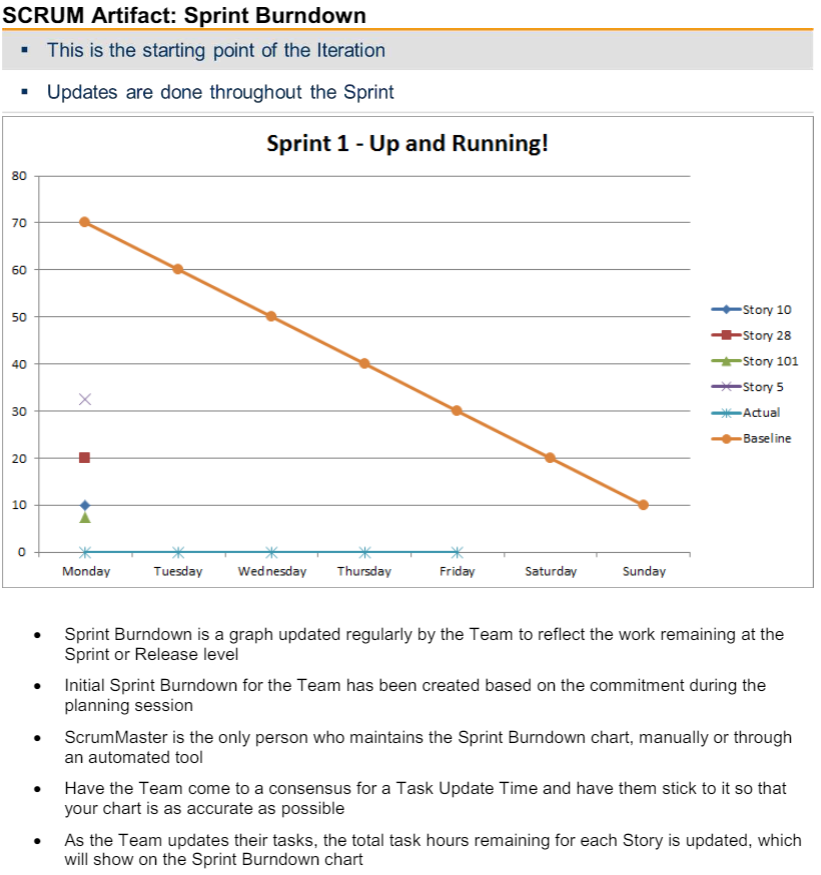 SCRUM Artifact: Sprint Burndown
▪ This is the starting point of the Iteration
▪ Updates are done throughout the Sprint
Sprint 1 - Up and Running!
80
70
60
50
40
30
20
10
0
Monday Tuesday Wednesday Thursday Friday Saturday Sunday
Story 10
Story 28
Story 101
Story 5
Actual
Baseline
• Sprint Burndown is a graph updated regularly by the Team to reflect the work remaining at the
Sprint or Release level
• Initial Sprint Burndown for the Team has been created based on the commitment during the
planning session
• ScrumMaster is the only person who maintains the Sprint Burndown chart, manually or through
an automated tool
• Have the Team come to a consensus for a Task Update Time and have them stick to it so that
your chart is as accurate as possible
• As the Team updates their tasks, the total task hours remaining for each Story is updated, which
will show on the Sprint Burndown chart